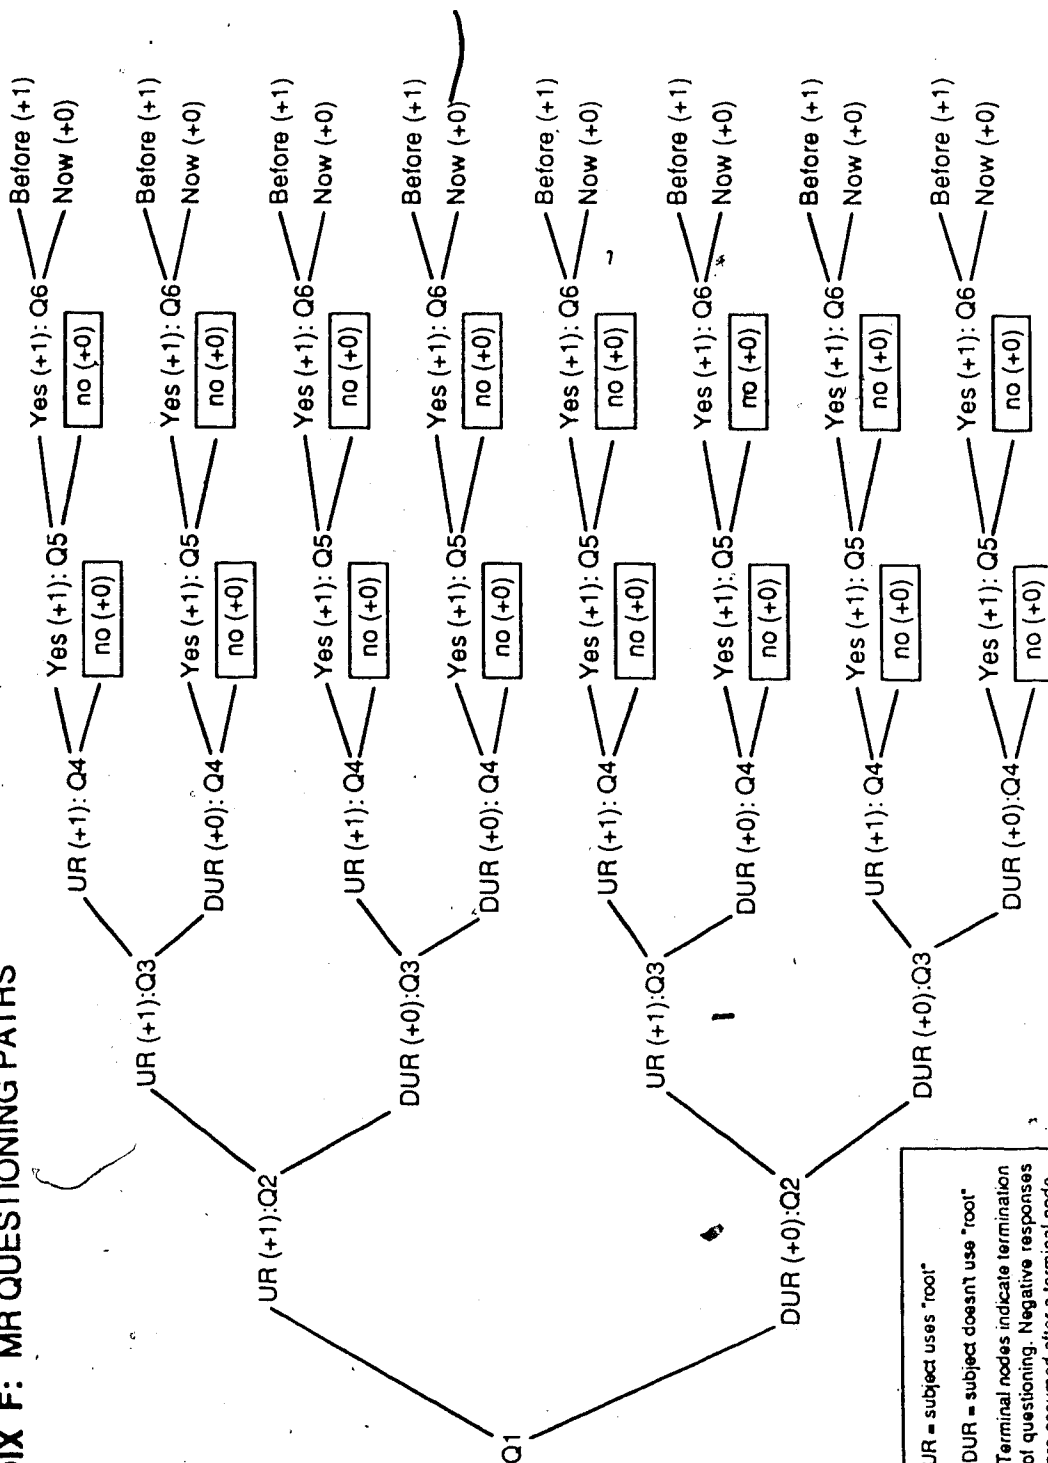 DIX F: MR QUESTIONING PATHS
Q1
UR (+1):Q2
DUR (+0):Q2
UR (+1):Q3
DUR (+0):Q3
UR (+1):Q3
DUR (+0):Q3
UR (+1): Q4
DUR (+0): Q4
UR (+1): Q4
DUR (+0): Q4
UR (+1): Q4
DUR (+0): Q4
UR (+1): Q4
DUR (+0):Q4
Yes (+1): Q5
no (+0)
Yes (+1): Q5
no (+0)
Yes (+1): Q5
no (+0)
Yes (+1): Q5
no (+0)
Yes (+1): Q5
no (+0)
Yes (+1): Q5
no (+0)
Yes (+1): Q5
no (+0)
Yes (+1): Q5
no (+0)
Yes (+1): Q6
no (+0)
Yes (+1): Q6
no (+0)
Yes (+1): Q6
no (+0)
Yes (+1): Q6
no (+0)
Yes (+1): Q6
no (+0)
Yes (+1): Q6
no (+0)
Yes (+1): Q6
no (+0)
Yes (+1): Q6
no (+0)
Before (+1)
Now (+0)
Before (+1)
Now (+0)
Before (+1)
Now (+0)
Before (+1)
Now (+0)
Before (+1)
Now (+0)
Before (+1)
Now (+0)
Before (+1)
Now (+0)
Before (+1)
Now (+0)
UR = subject uses "root"
DUR = subject doesn't use "root"
Terminal nodes indicate termination
of questioning. Negative responses
are assumed after a terminal node